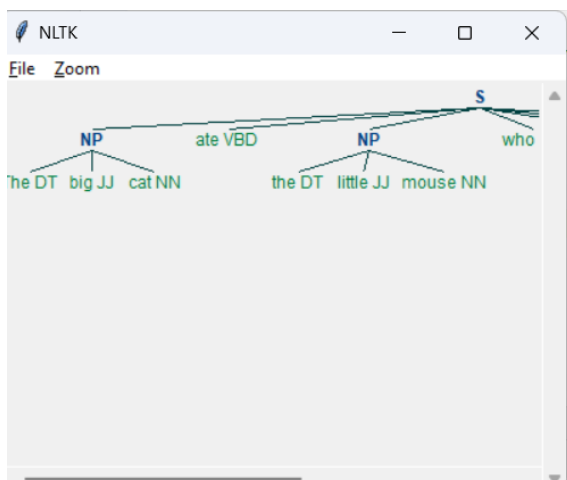 NLTK
File Zoom
S
NP ate VBD NP who
The DT big JJ cat NN the DT little JJ mouse NN